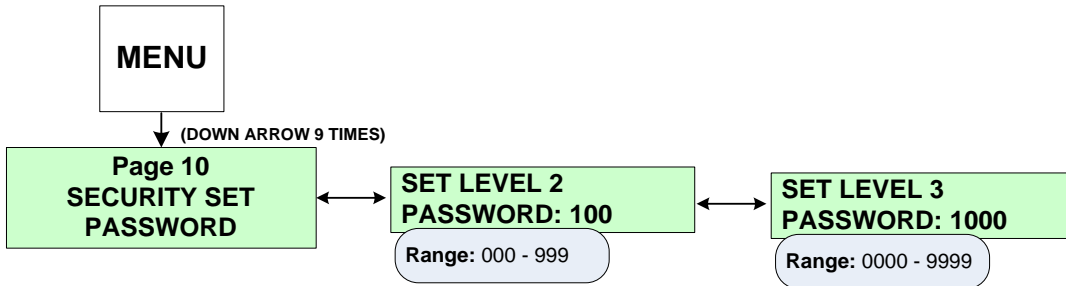 MENU
(DOWN ARROW 9 TIMES)
Page 10
SECURITY SET
PASSWORD
SET LEVEL 2
PASSWORD: 100
Range: 000 - 999
SET LEVEL 3
PASSWORD: 1000
Range: 0000 - 9999